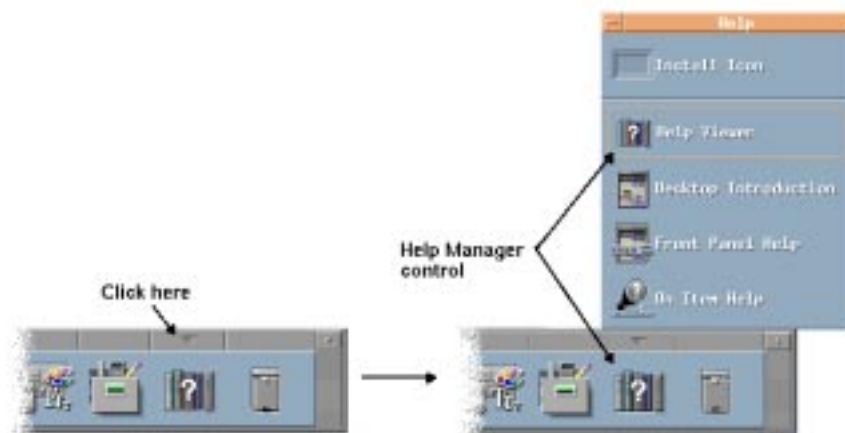 Help
Install Icon
Help Viewer
Desktop Introduction
Front Panel Help
On Item Help
Help Manager
control
Click here
?
?
?